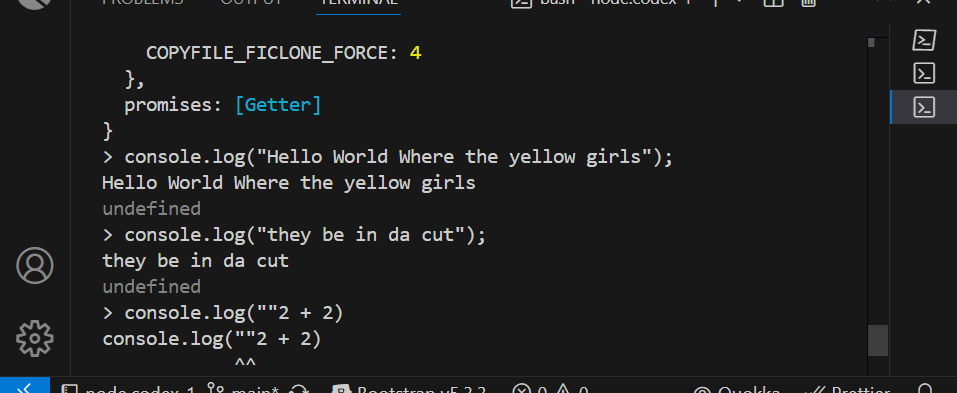 PROBLEMS OUTPUT TERMINAL bash - node.codex-1
COPYFILE_FICLONE_FORCE: 4
},
promises: [Getter]
}
> console.log("Hello World Where the yellow girls");
Hello World Where the yellow girls
undefined
> console.log("they be in da cut");
they be in da cut
undefined
> console.log(""2 + 2)
console.log(""2 + 2)
^^
node.codex-1 main* Bootstrap v5.3.3 0 0 Quokka Prettier